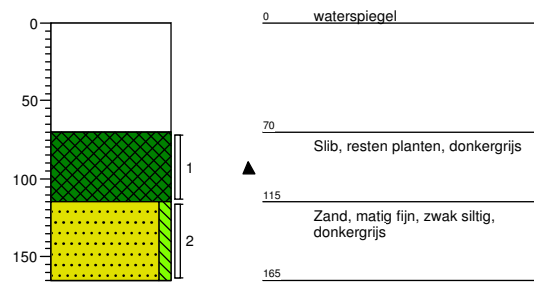 0
50
100
150
1
2
0 waterspiegel
70
Slib, resten planten, donkergrijs
115
Zand, matig fijn, zwak siltig,
donkergrijs
165